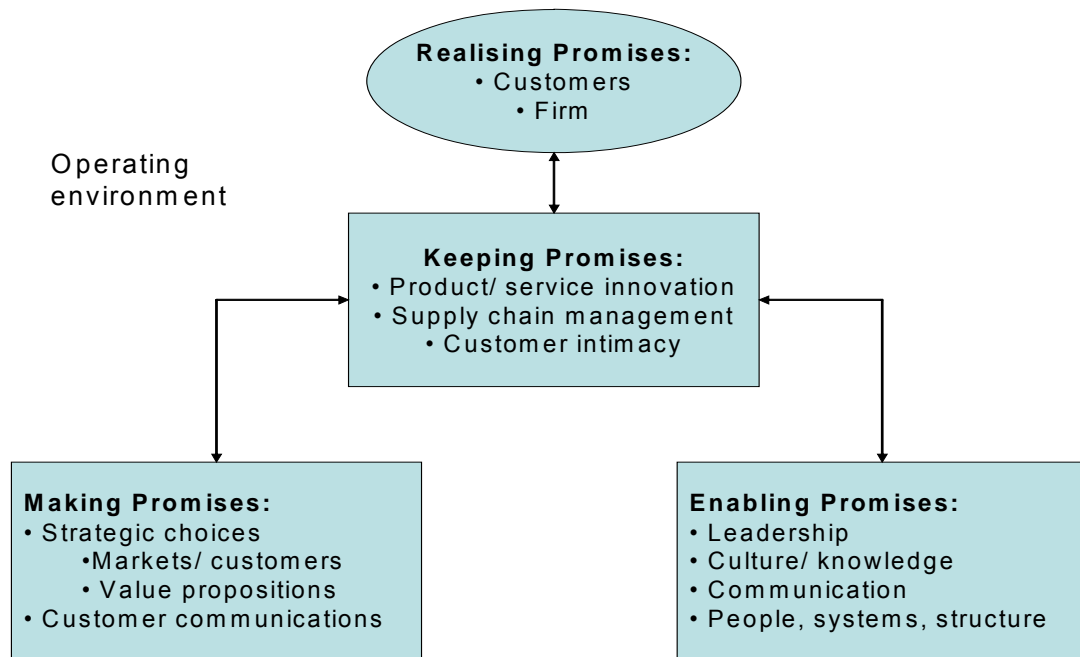 Realising Promises:
• Customers
• Firm
Operating
environment
Keeping Promises:
• Product/ service innovation
• Supply chain management
• Customer intimacy
Making Promises:
• Strategic choices
•Markets/ customers
• Value propositions
• Customer communications
Enabling Promises:
• Leadership
• Culture/ knowledge
• Communication
• People, systems, structure